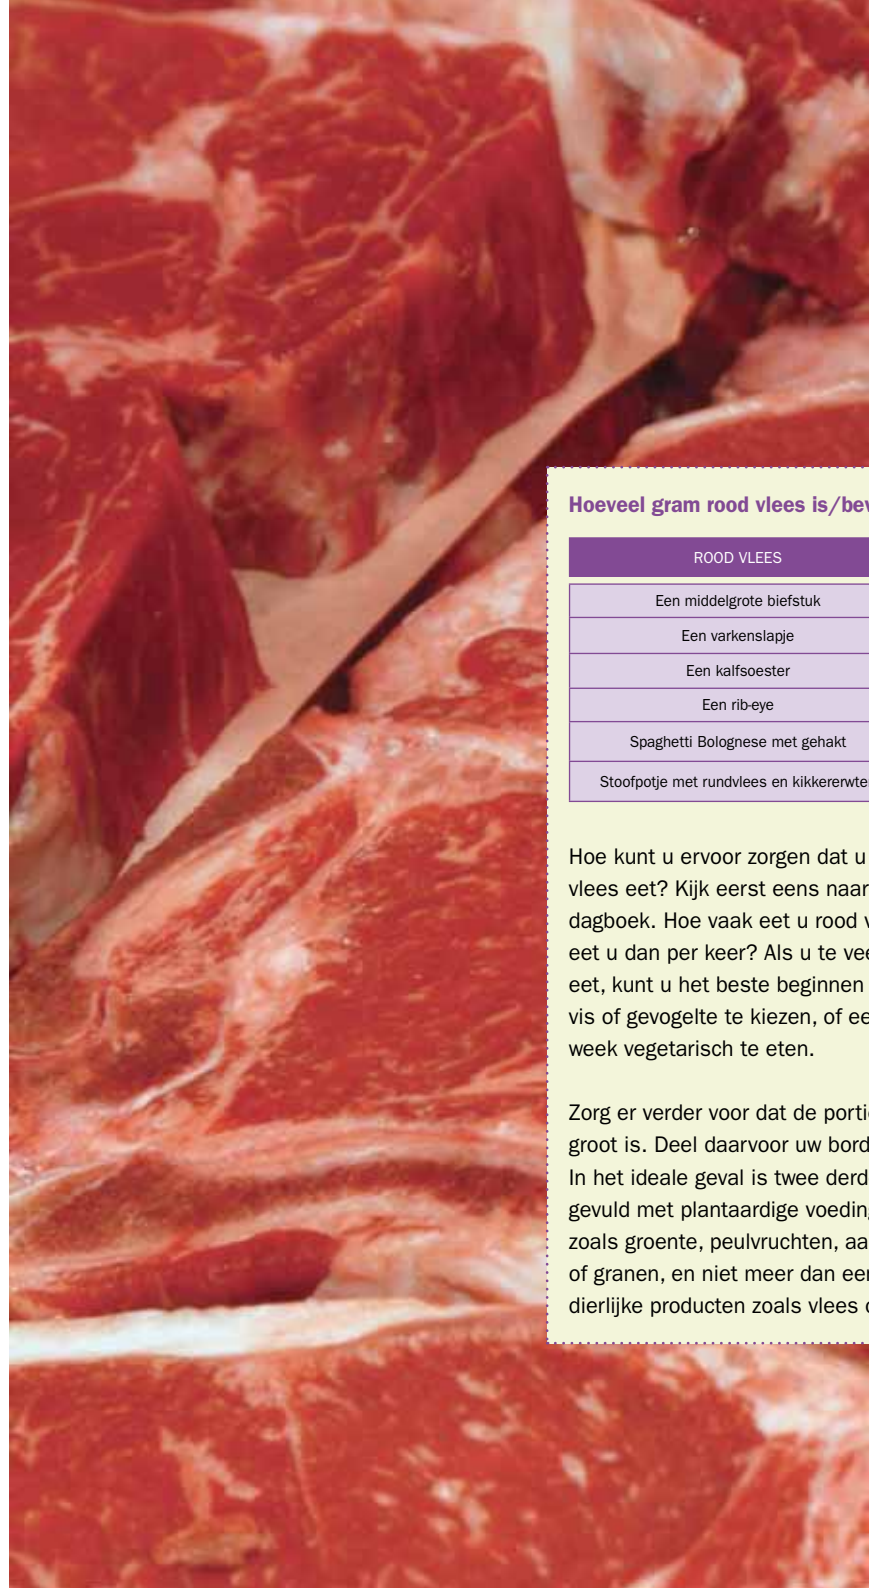 Hoeveel gram rood vlees is/bev
ROOD VLEES
Een middelgrote biefstuk
Een varkenslapje
Een kalfsoester
Een rib-eye
Spaghetti Bolognese met gehakt
Stoofpotje met rundvlees en kikkererwte
Hoe kunt u ervoor zorgen dat u
vlees eet? Kijk eerst eens naar
dagboek. Hoe vaak eet u rood v
eet u dan per keer? Als u te vee
eet, kunt u het beste beginnen
vis of gevogelte te kiezen, of ee
week vegetarisch te eten.
Zorg er verder voor dat de porti
groot is. Deel daarvoor uw bord
In het ideale geval is twee derd
gevuld met plantaardige voeding
zoals groente, peulvruchten, aa
of granen, en niet meer dan een
dierlijke producten zoals vlees o